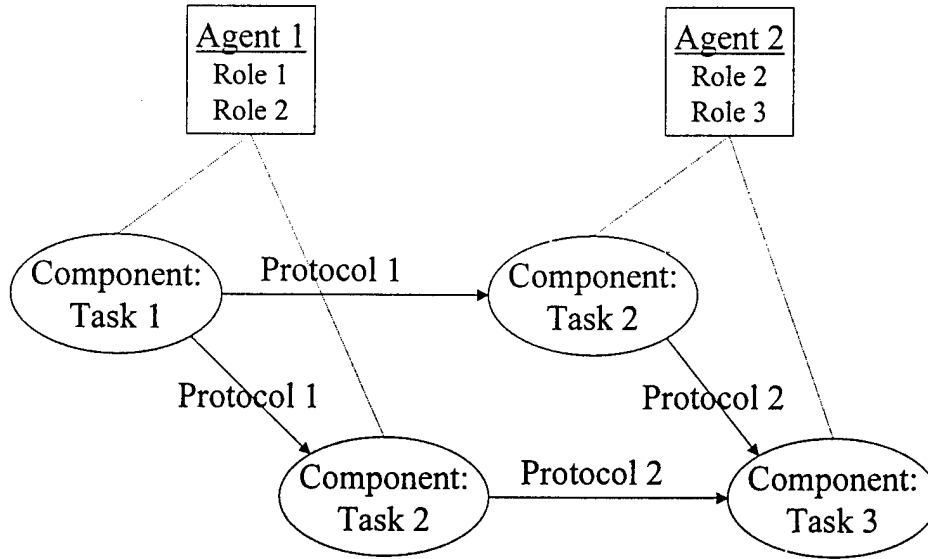 Agent 1
Role 1
Role 2
Agent 2
Role 2
Role 3
Component:
Task 1
Protocol 1
Component:
Task 2
Protocol 1
Protocol 2
Component:
Task 2
Protocol 2
Component:
Task 3